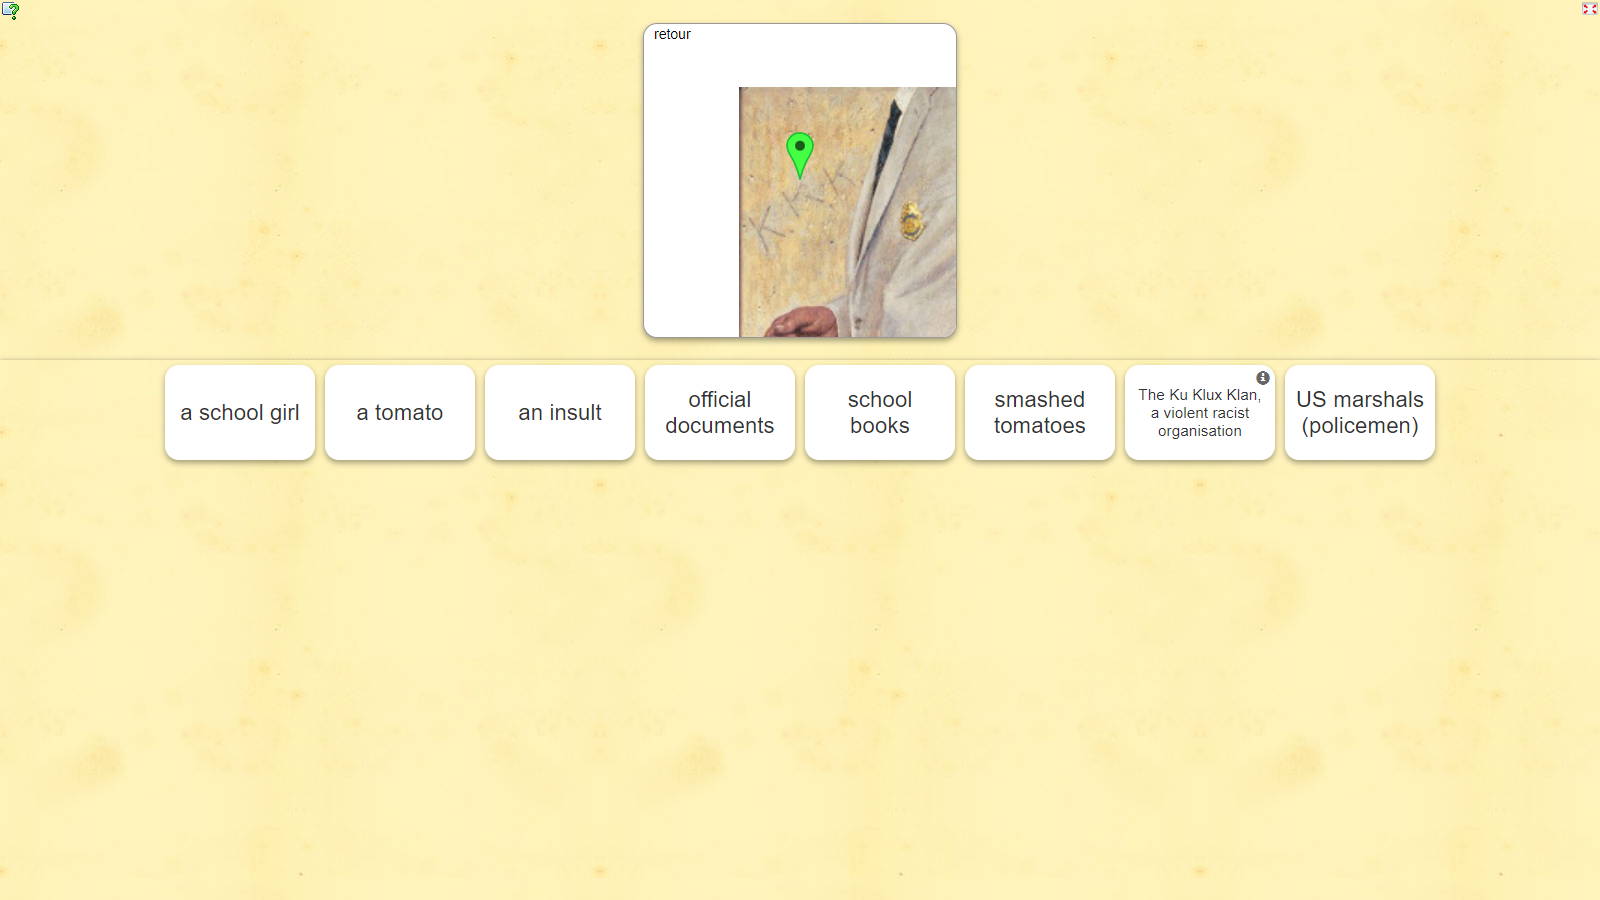 retour
KKK
a school girl
a tomato
an insult
official
documents
school
books
smashed
tomatoes
The Ku Klux Klan,
a violent racist
organisation
US marshals
(policemen)